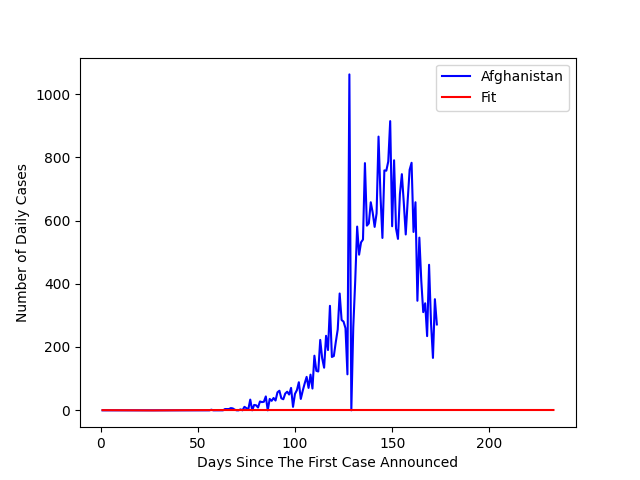 Afghanistan
Fit
1000
800
600
400
200
0
0 50 100 150 200
Number of Daily Cases
Days Since The First Case Announced